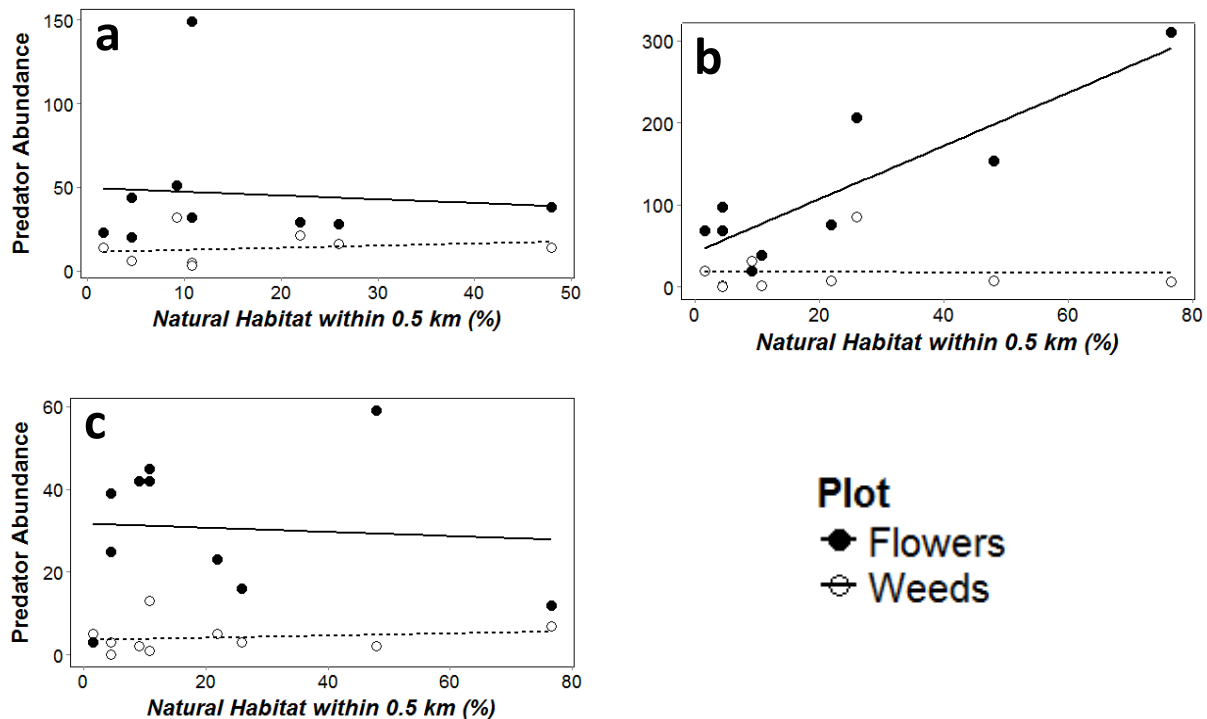 a
150
100
50
0
Predator Abundance
0 10 20 30 40 50
Natural Habitat within 0.5 km (%)
b
300
200
100
0
0 20 40 60 80
Natural Habitat within 0.5 km (%)
c
60
40
20
0
Predator Abundance
0 20 40 60 80
Natural Habitat within 0.5 km (%)
Plot
Flowers
Weeds